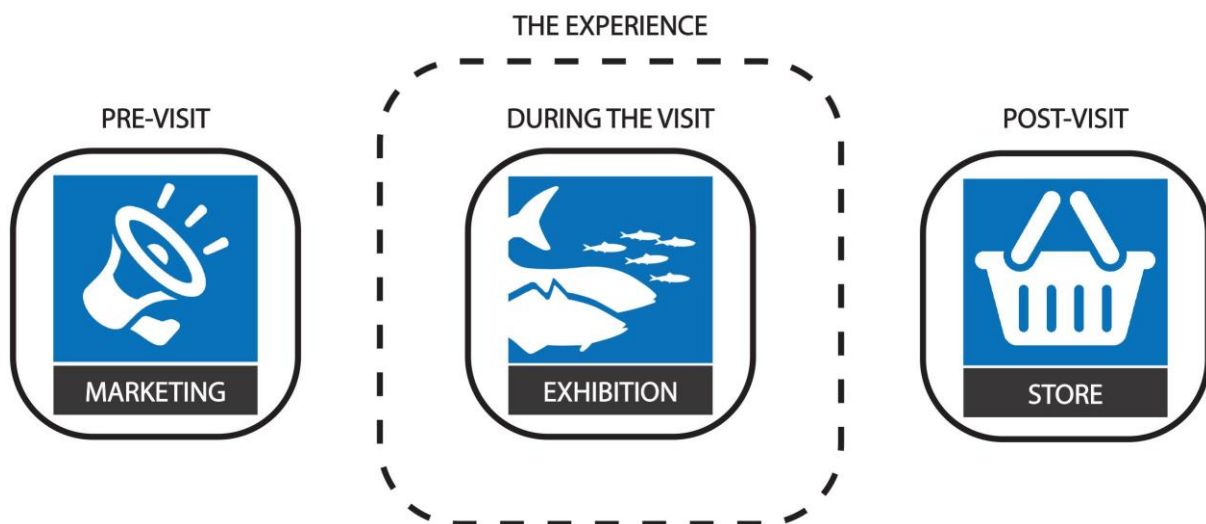 THE EXPERIENCE
PRE-VISIT
DURING THE VISIT
POST-VISIT
MARKETING
EXHIBITION
STORE